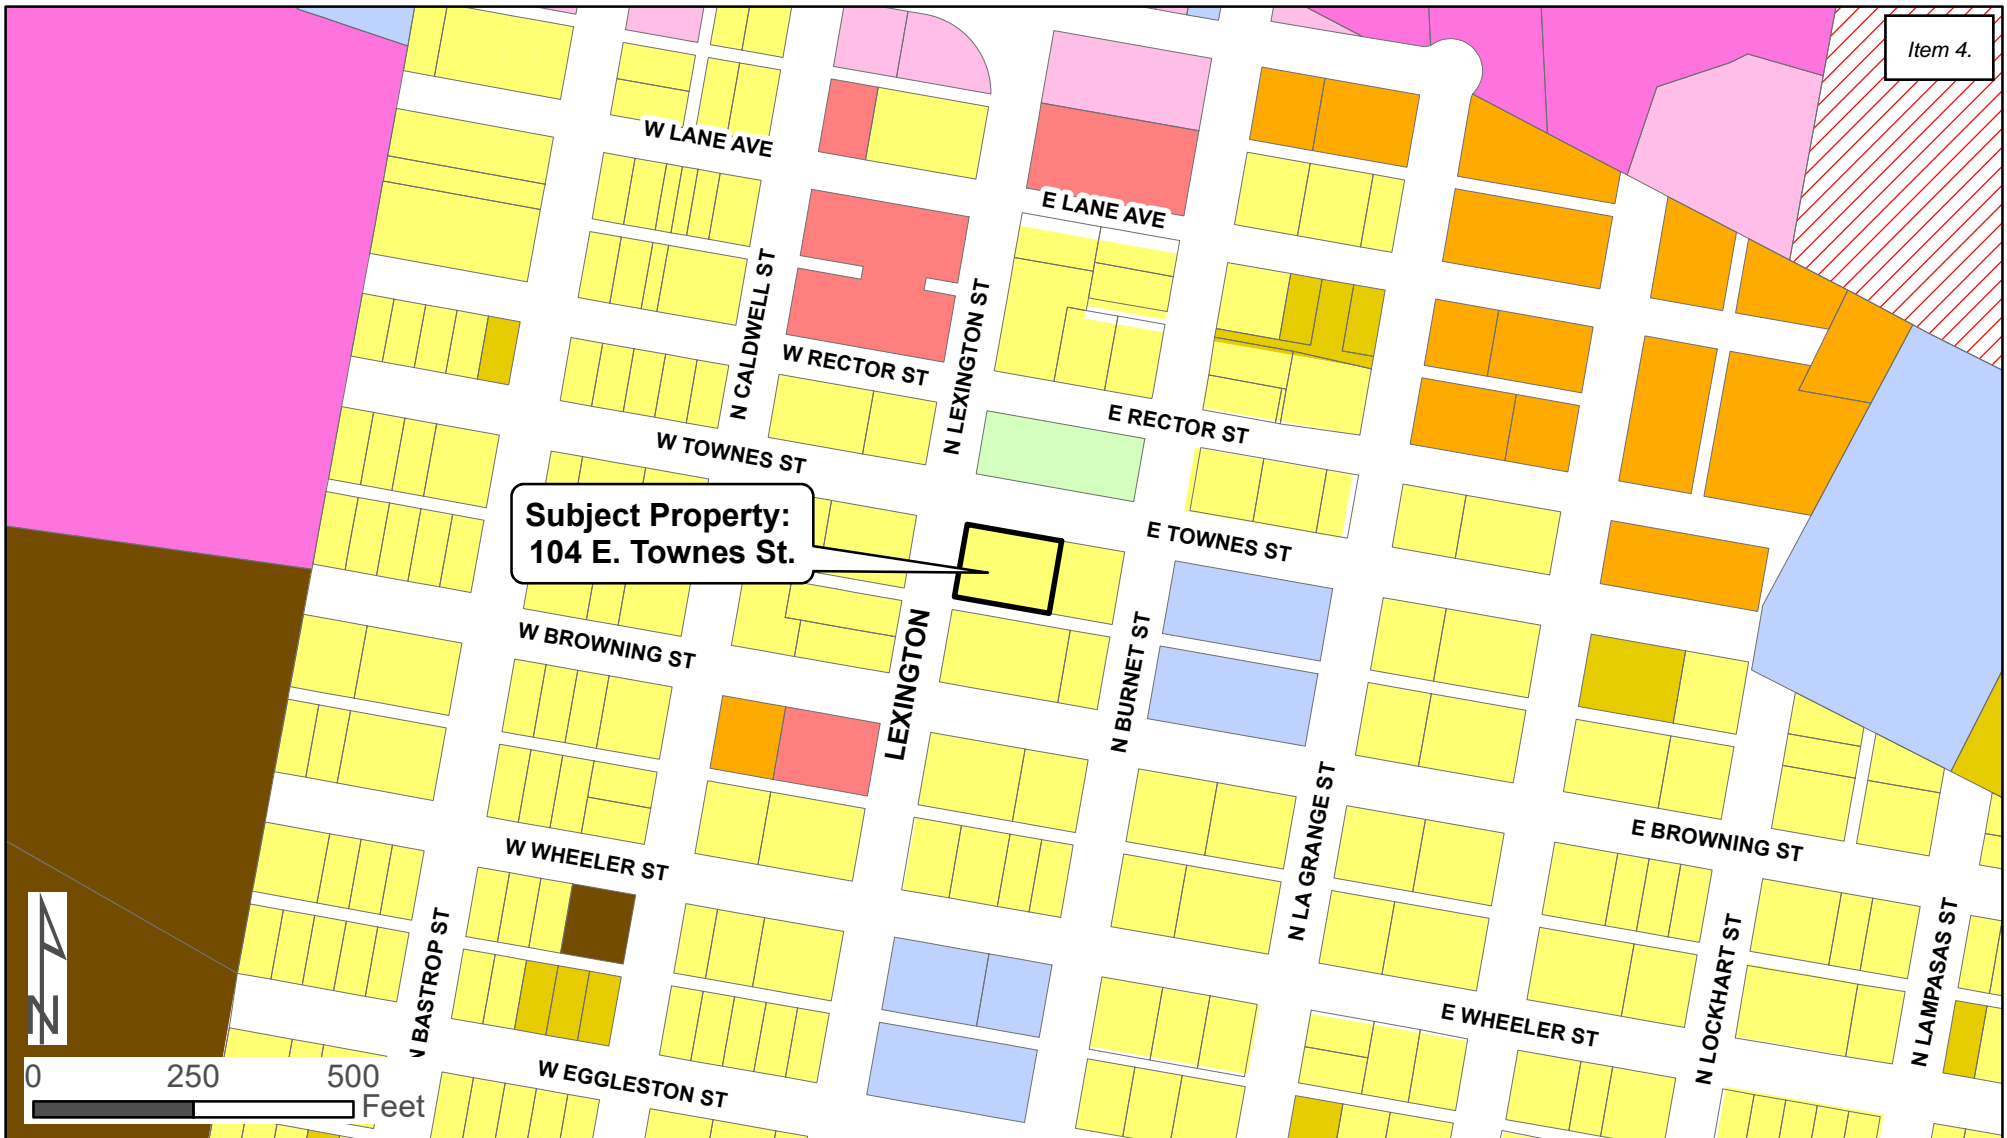 Item 4.
W LANE AVE
E LANE AVE
N CALDWELL ST
N LEXINGTON ST
W RECTOR ST
E RECTOR ST
W TOWNES ST
Subject Property:
104 E. Townes St.
E TOWNES ST
W BROWNING ST
LEXINGTON
N BURNET ST
N LA GRANGE ST
E BROWNING ST
W WHEELER ST
N BASTROP ST
N LOCKHART ST
N LAMPASAS ST
E WHEELER ST
W EGGLESTON ST
N
0 250 500
Feet